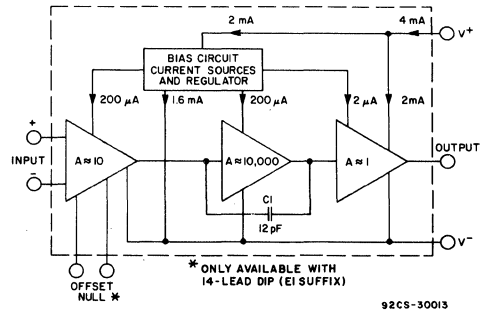 2 mA
4 mA
V+
BIAS CIRCUIT
CURRENT SOURCES
AND REGULATOR
200 μA
1.6 mA
200 μA
2 μA
2mA
+
INPUT
-
A≈10
A≈10,000
A≈1
OUTPUT
C1
12pF
V-
OFFSET
NULL *
* ONLY AVAILABLE WITH
14-LEAD DIP (E1 SUFFIX)
92CS-30013